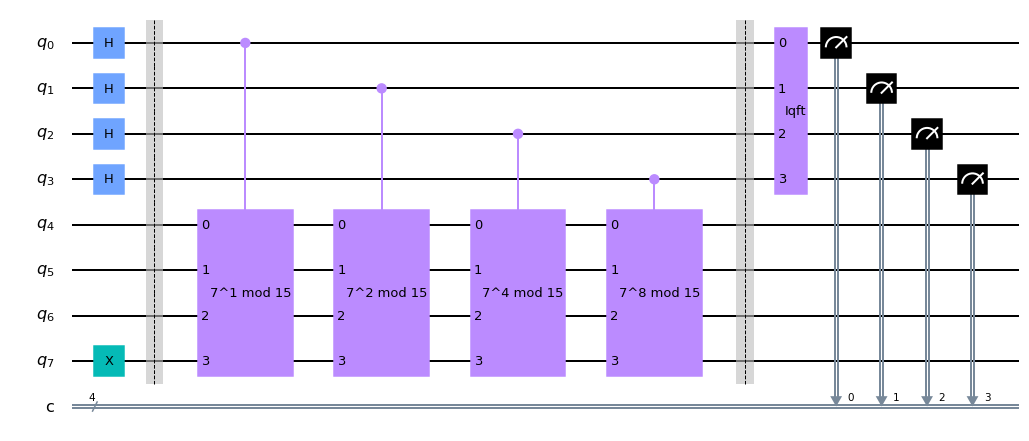 q0 H 0
q1 H 1
Iqft
q2 H 2
q3 H 3
q4 0 0 0 0
q5 1 1 1 1
7^1 mod 15 7^2 mod 15 7^4 mod 15 7^8 mod 15
q6 2 2 2 2
q7 X 3 3 3 3
4 0 1 2 3
c